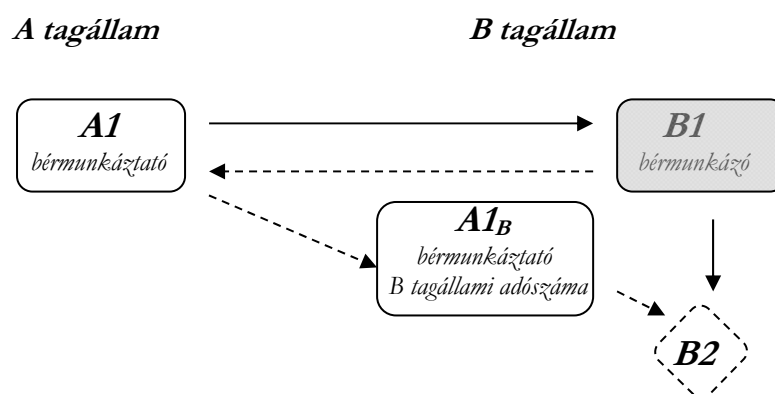 A tagállam B tagállam
A1
bérmunkáztató
B1
bérmunkázó
A1B
bérmunkáztató
B tagállami adószáma
B2